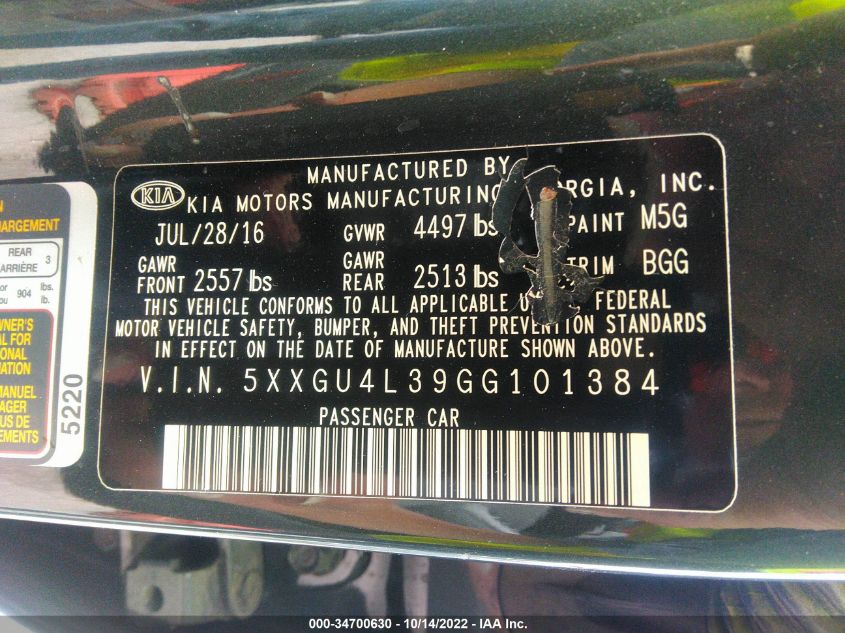 MANUFACTURED BY
KIA KIA MOTORS MANUFACTURING RGIA, INC.
JUL/28/16 GVWR 4497 lbs PAINT M5G
GAWR GAWR
FRONT 2557 lbs REAR 2513 lbs TRIM BGG
THIS VEHICLE CONFORMS TO ALL APPLICABLE FEDERAL
MOTOR VEHICLE SAFETY, BUMPER, AND THEFT PREVENTION STANDARDS
IN EFFECT ON THE DATE OF MANUFACTURE SHOWN ABOVE.
V.I.N. 5XXGU4L39GG101384
PASSENGER CAR
REAR 3
904 lb.
5220
000-34700630 - 10/14/2022 - IAA Inc.